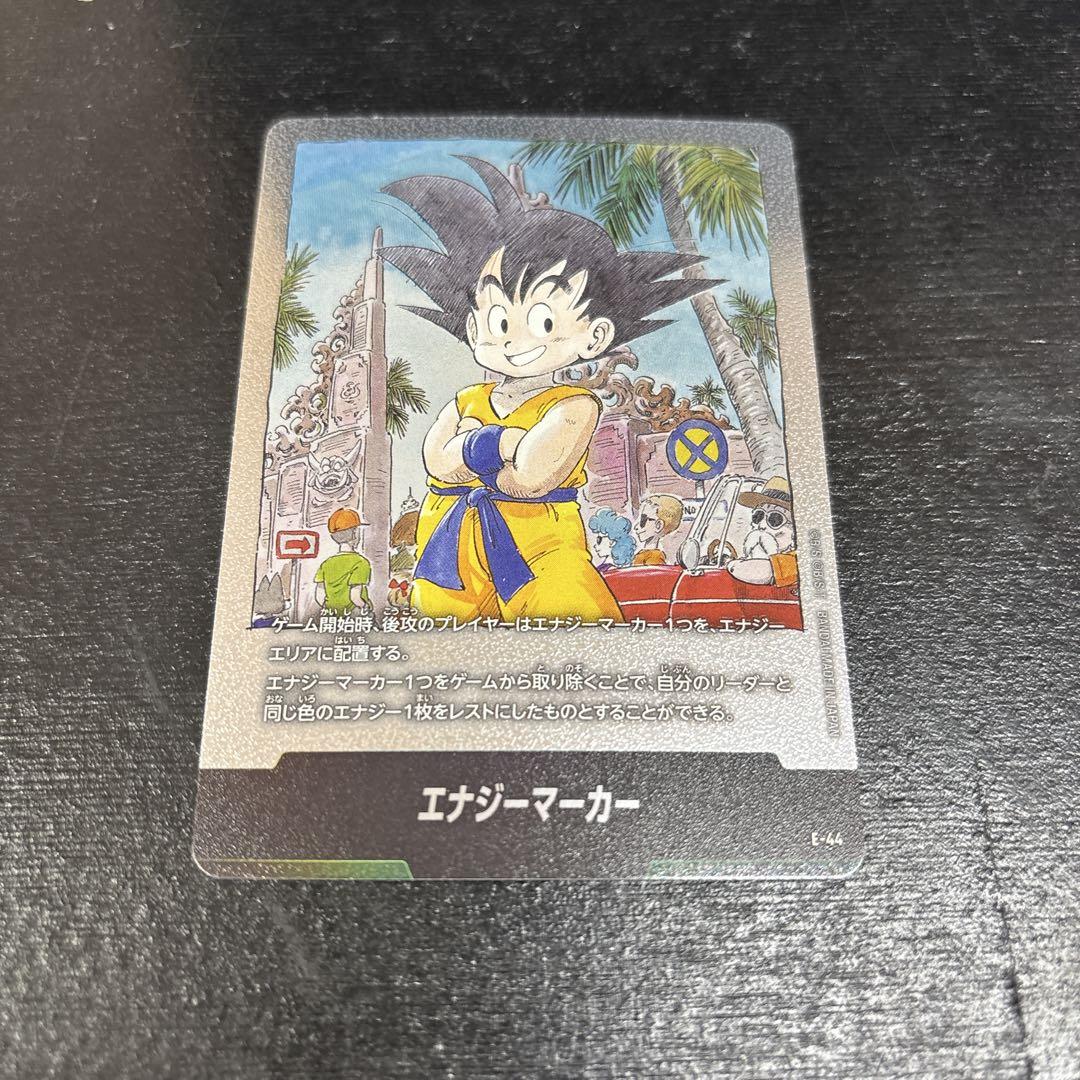 NO
ゲーム開始時、後攻のプレイヤーはエナジーマーカー1つを、エナジー
エリアに配置する。
エナジーマーカー1つをゲームから取り除くことで、自分のリーダーと
同じ色のエナジー1枚をレストにしたものとすることができる。
エナジーマーカー
E-44